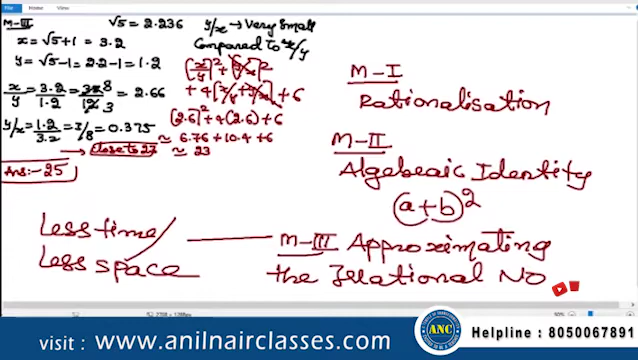 M-III √5 = 2.236
x = √5+1 = 3.2
y = √5-1 = 2.2-1 = 1.2
x/y = 3.2/1.2 = 8/3 = 2.66
y/x = 1.2/3.2 = 3/8 = 0.375
→ Close to 23
Ans:- 25
y/x → Very Small
Compared to x/y
(x/y)² + (y/x)²
+ 4[x/y + y/x] + 6
(2.6)² + 4(2.6) + 6
≃ 6.76 + 10.4 + 6
≃ 23
M-I
Rationalisation
M-II
Algebeaic Identity
(a+b)²
Less time/
Less space
M-III Approximating
the Irrational NO
visit : www.anilnairclasses.com
ANC
Helpline : 8050067891